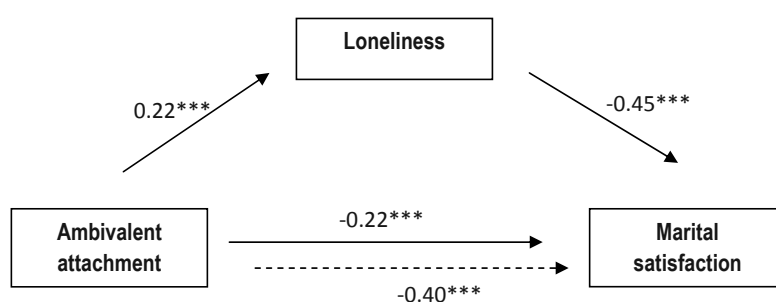 Loneliness
0.22***
-0.45***
Ambivalent
attachment
-0.22***
Marital
satisfaction
-0.40***